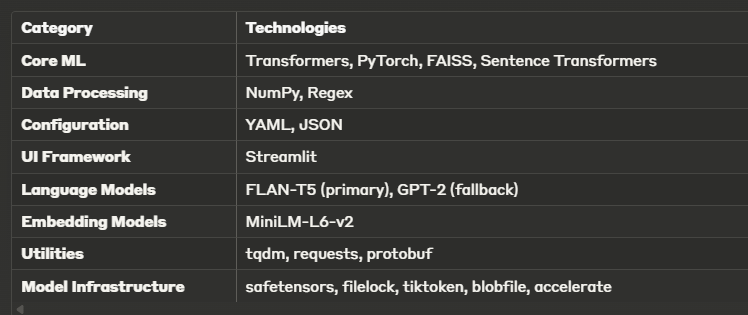 Category Technologies
Core ML Transformers, PyTorch, FAISS, Sentence Transformers
Data Processing NumPy, Regex
Configuration YAML, JSON
UI Framework Streamlit
Language Models FLAN-T5 (primary), GPT-2 (fallback)
Embedding Models MiniLM-L6-v2
Utilities tqdm, requests, protobuf
Model Infrastructure safetensors, filelock, tiktoken, blobfile, accelerate